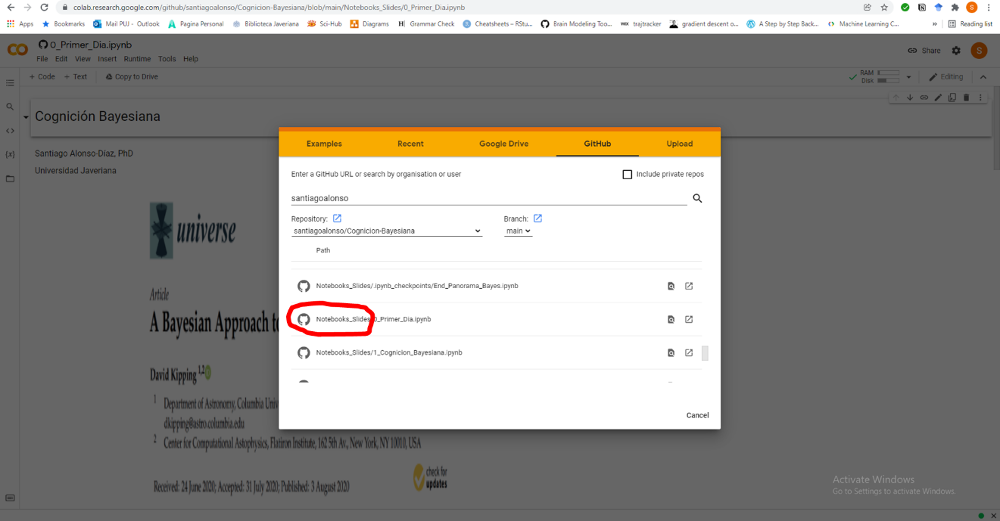 colab.research.google.com/github/santiagoalonso/Cognicion-Bayesiana/blob/main/Notebooks_Slides/0_Primer_Dia.ipynb
S
Apps Bookmarks Mail PUJ - Outlook Pagina Personal Biblioteca Javeriana Sci-Hub Diagrams Grammar Check Cheatsheets – RStu... Brain Modeling Too... trajtracker gradient descent o... A Step by Step Back... Machine Learning C... » Reading list
0_Primer_Dia.ipynb
File Edit View Insert Runtime Tools Help
Share
S
+ Code + Text Copy to Drive
RAM
Disk
Editing
Cognición Bayesiana
Santiago Alonso-Díaz, PhD
Universidad Javeriana
universe
Article
A Bayesian Approach to
David Kipping 1,2
1 Department of Astronomy, Columbia Univ
dkipping@astro.columbia.edu
2 Center for Computational Astophysics, Flatiron Institute, 162 5th Av., New York, NY 10010, USA
Received: 24 June 2020; Accepted: 31 July 2020; Published: 3 August 2020
check for
updates
Examples Recent Google Drive GitHub Upload
Enter a GitHub URL or search by organisation or user
Include private repos
santiagoalonso
Repository:
Branch:
santiagoalonso/Cognicion-Bayesiana
main
Path
Notebooks_Slides/.ipynb_checkpoints/End_Panorama_Bayes.ipynb
Notebooks_Slides/0_Primer_Dia.ipynb
Notebooks_Slides/1_Cognicion_Bayesiana.ipynb
Cancel
Activate Windows
Go to Settings to activate Windows.